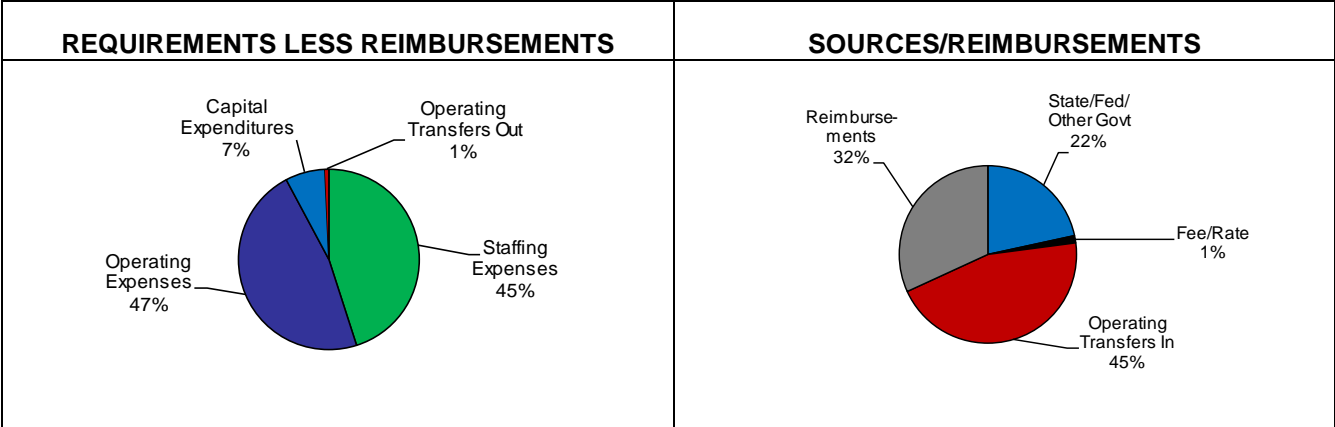 REQUIREMENTS LESS REIMBURSEMENTS
Capital
Expenditures
7%
Operating
Transfers Out
1%
Staffing
Expenses
45%
Operating
Expenses
47%
SOURCES/REIMBURSEMENTS
Reimburse-
ments
32%
State/Fed/
Other Govt
22%
Fee/Rate
1%
Operating
Transfers In
45%